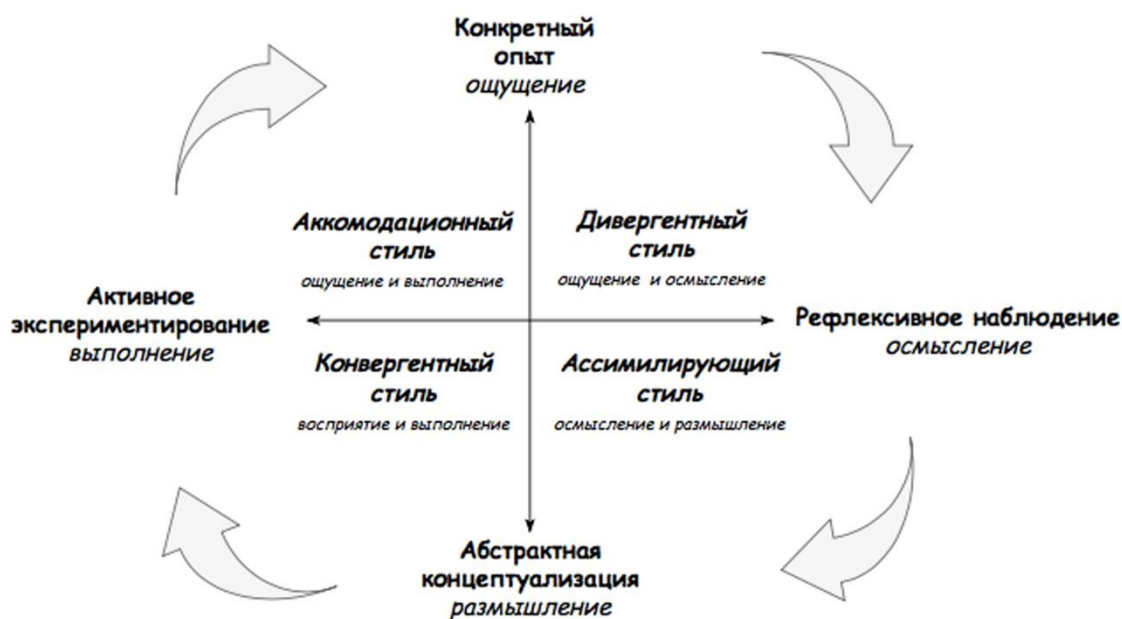 Конкретный
опыт
ощущение
Аккомодационный
стиль
ощущение и выполнение
Дивергентный
стиль
ощущение и осмысление
Активное
экспериментирование
выполнение
Рефлексивное наблюдение
осмысление
Конвергентный
стиль
восприятие и выполнение
Ассимилирующий
стиль
осмысление и размышление
Абстрактная
концептуализация
размышление